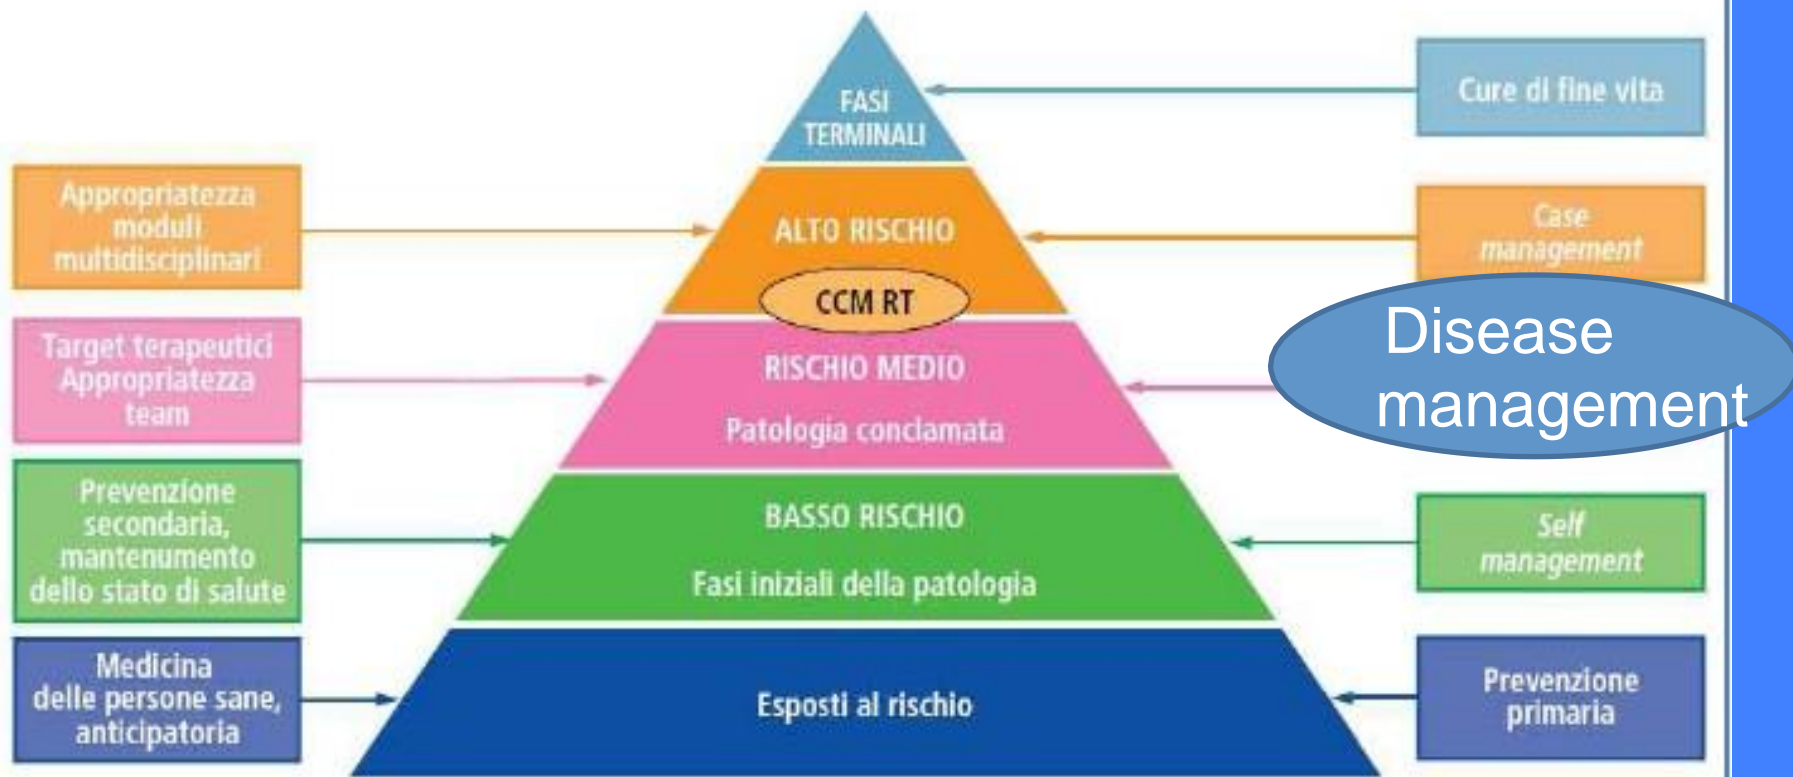 FASI
TERMINALI
Cure di fine vita
Appropriatezza
moduli
multidisciplinari
ALTO RISCHIO
Case
management
CCM RT
Target terapeutici
Appropriatezza
team
RISCHIO MEDIO
Patologia conclamata
Disease
management
Prevenzione
secondaria,
mantenumento
dello stato di salute
BASSO RISCHIO
Fasi iniziali della patologia
Self
management
Medicina
delle persone sane,
anticipatoria
Esposti al rischio
Prevenzione
primaria